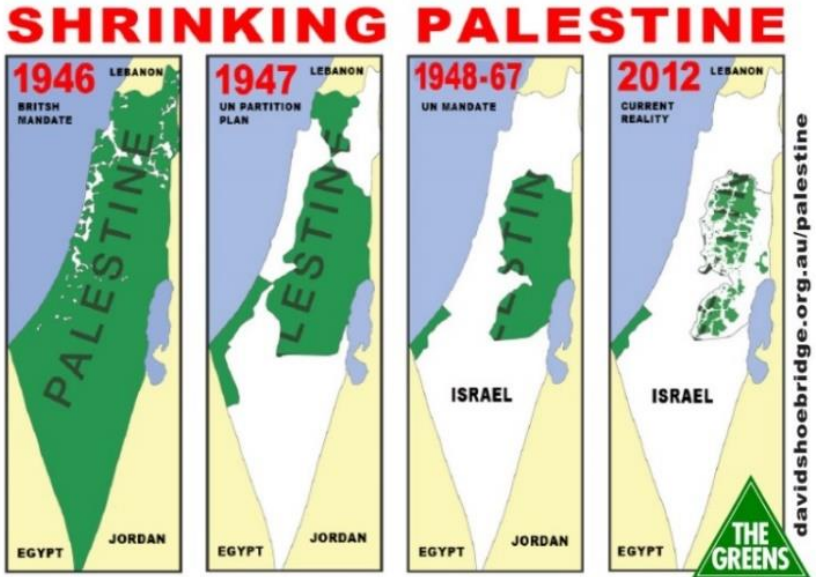 SHRINKING PALESTINE
1946
LEBANON
BRITSH
MANDATE
PALESTINE
EGYPT
JORDAN
1947
LEBANON
UN PARTITION
PLAN
LESTINE
EGYPT
JORDAN
1948-67
LEBANON
UN MANDATE
ESTIN
ISRAEL
EGYPT
JORDAN
2012
LEBANON
CURRENT
REALITY
ISRAEL
EGYPT
THE
GREENS
davidshoebridge.org.au/palestine